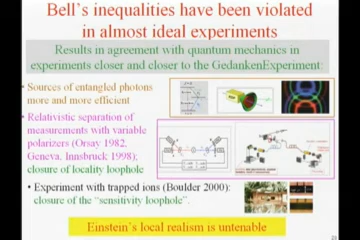 Bell's inequalities have been violated
in almost ideal experiments
Results in agreement with quantum mechanics in
experiments closer and closer to the GedankenExperiment:
• Sources of entangled photons
more and more efficient
• Relativistic separation of
measurements with variable
polarizers (Orsay 1982,
Geneva, Innsbruck 1998);
closure of locality loophole
• Experiment with trapped ions (Boulder 2000):
closure of the "sensitivity loophole".
Einstein's local realism is untenable